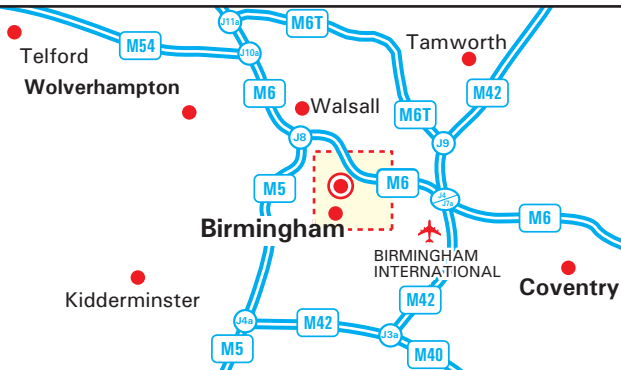 J11a
M6T
Telford
M54
J10a
Tamworth
Wolverhampton
M6
Walsall
M6T
M42
J8
J9
M5
M6
J4
J7a
Birmingham
M6
BIRMINGHAM
INTERNATIONAL
Coventry
Kidderminster
M42
J4a
M42
J3a
M5
M40